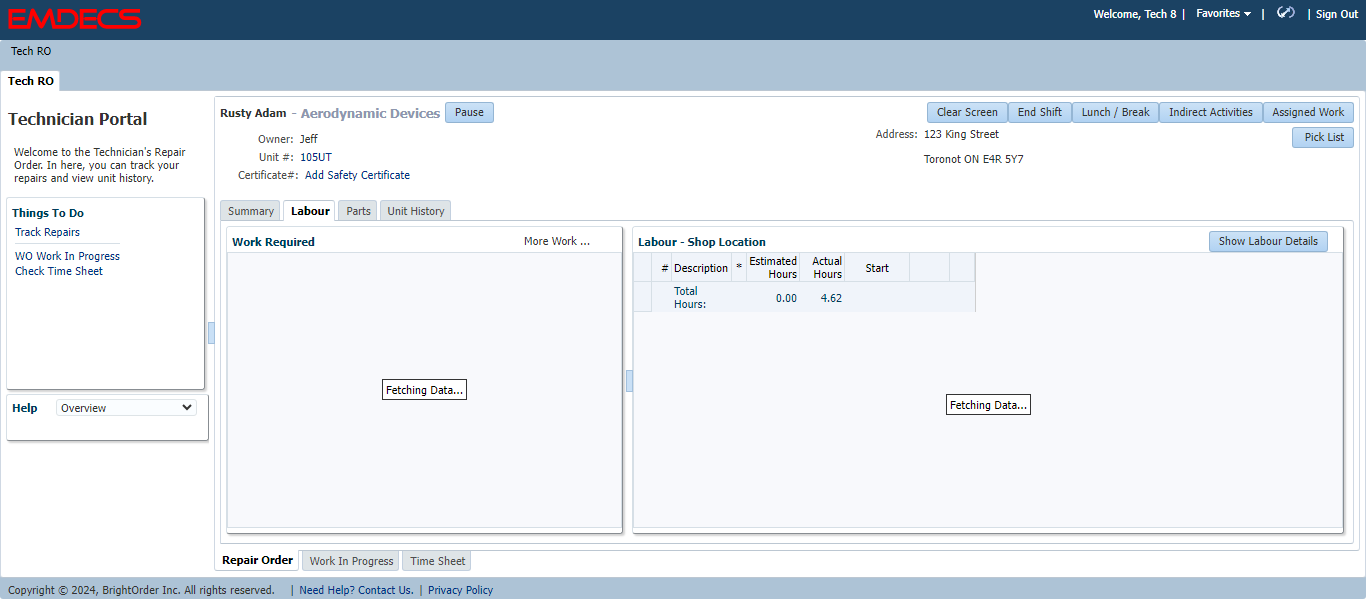 EMDECS
Welcome, Tech 8 | Favorites | | Sign Out
Tech RO
Tech RO
Technician Portal
Welcome to the Technician's Repair
Order. In here, you can track your
repairs and view unit history.
Things To Do
Track Repairs
WO Work In Progress
Check Time Sheet
Help Overview
Rusty Adam - Aerodynamic Devices Pause
Clear Screen End Shift Lunch / Break Indirect Activities Assigned Work
Pick List
Owner: Jeff
Unit #: 105UT
Certificate#: Add Safety Certificate
Address: 123 King Street
Toronot ON E4R 5Y7
Summary Labour Parts Unit History
Work Required More Work ...
Fetching Data...
Labour - Shop Location Show Labour Details
# Description * Estimated Hours Actual Hours Start
Total Hours: 0.00 4.62
Fetching Data...
Repair Order Work In Progress Time Sheet
Copyright © 2024, BrightOrder Inc. All rights reserved. | Need Help? Contact Us. | Privacy Policy